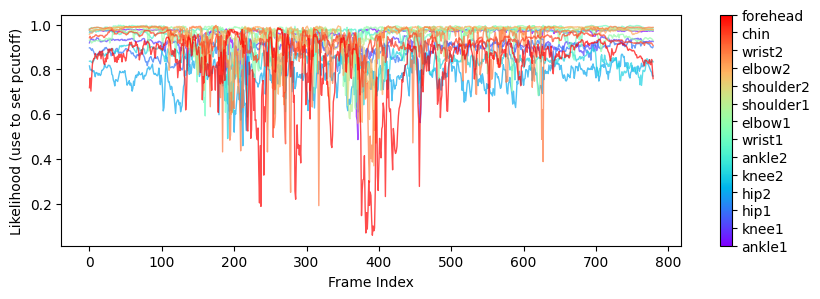 Likelihood (use to set pcutoff)
1.0
0.8
0.6
0.4
0.2
0
100
200
300
400
500
600
700
800
Frame Index
forehead
chin
wrist2
elbow2
shoulder2
shoulder1
elbow1
wrist1
ankle2
knee2
hip2
hip1
knee1
ankle1